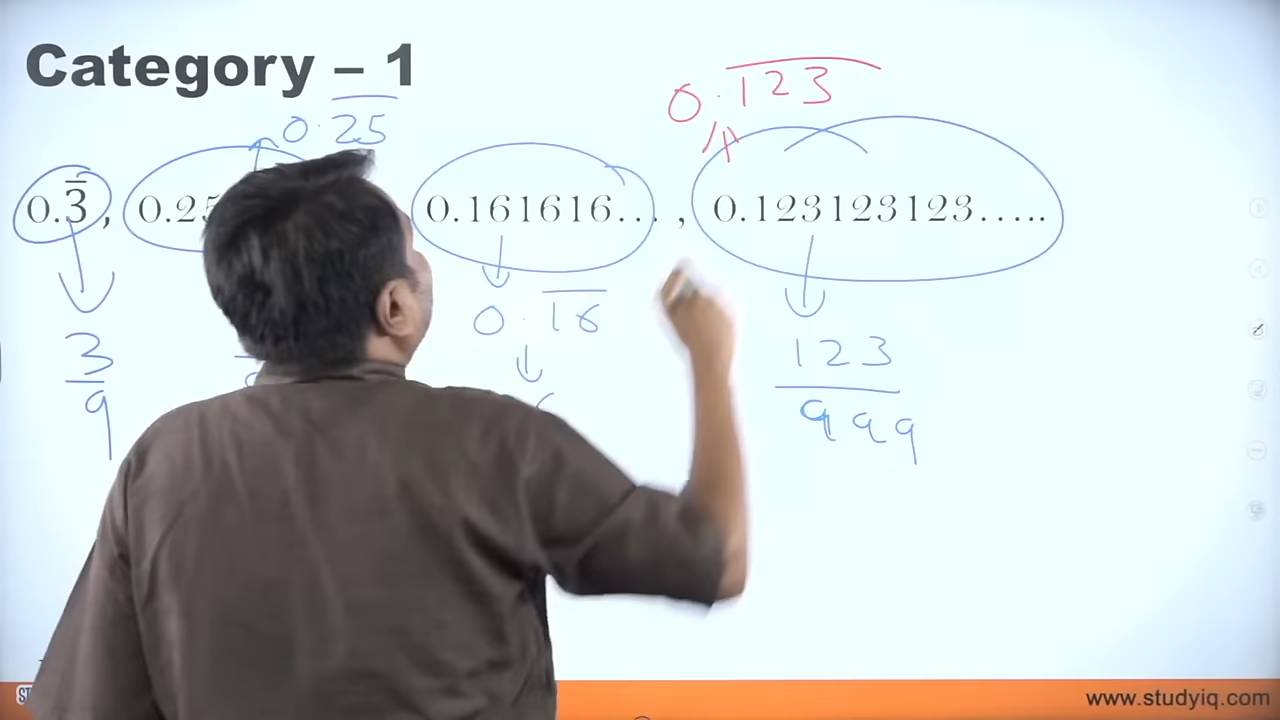 Category – 1
0.123
0.25
0.3̅, 0.25 0.161616... , 0.123123123.....
0.16
3
9
123
999
www.studyiq.com